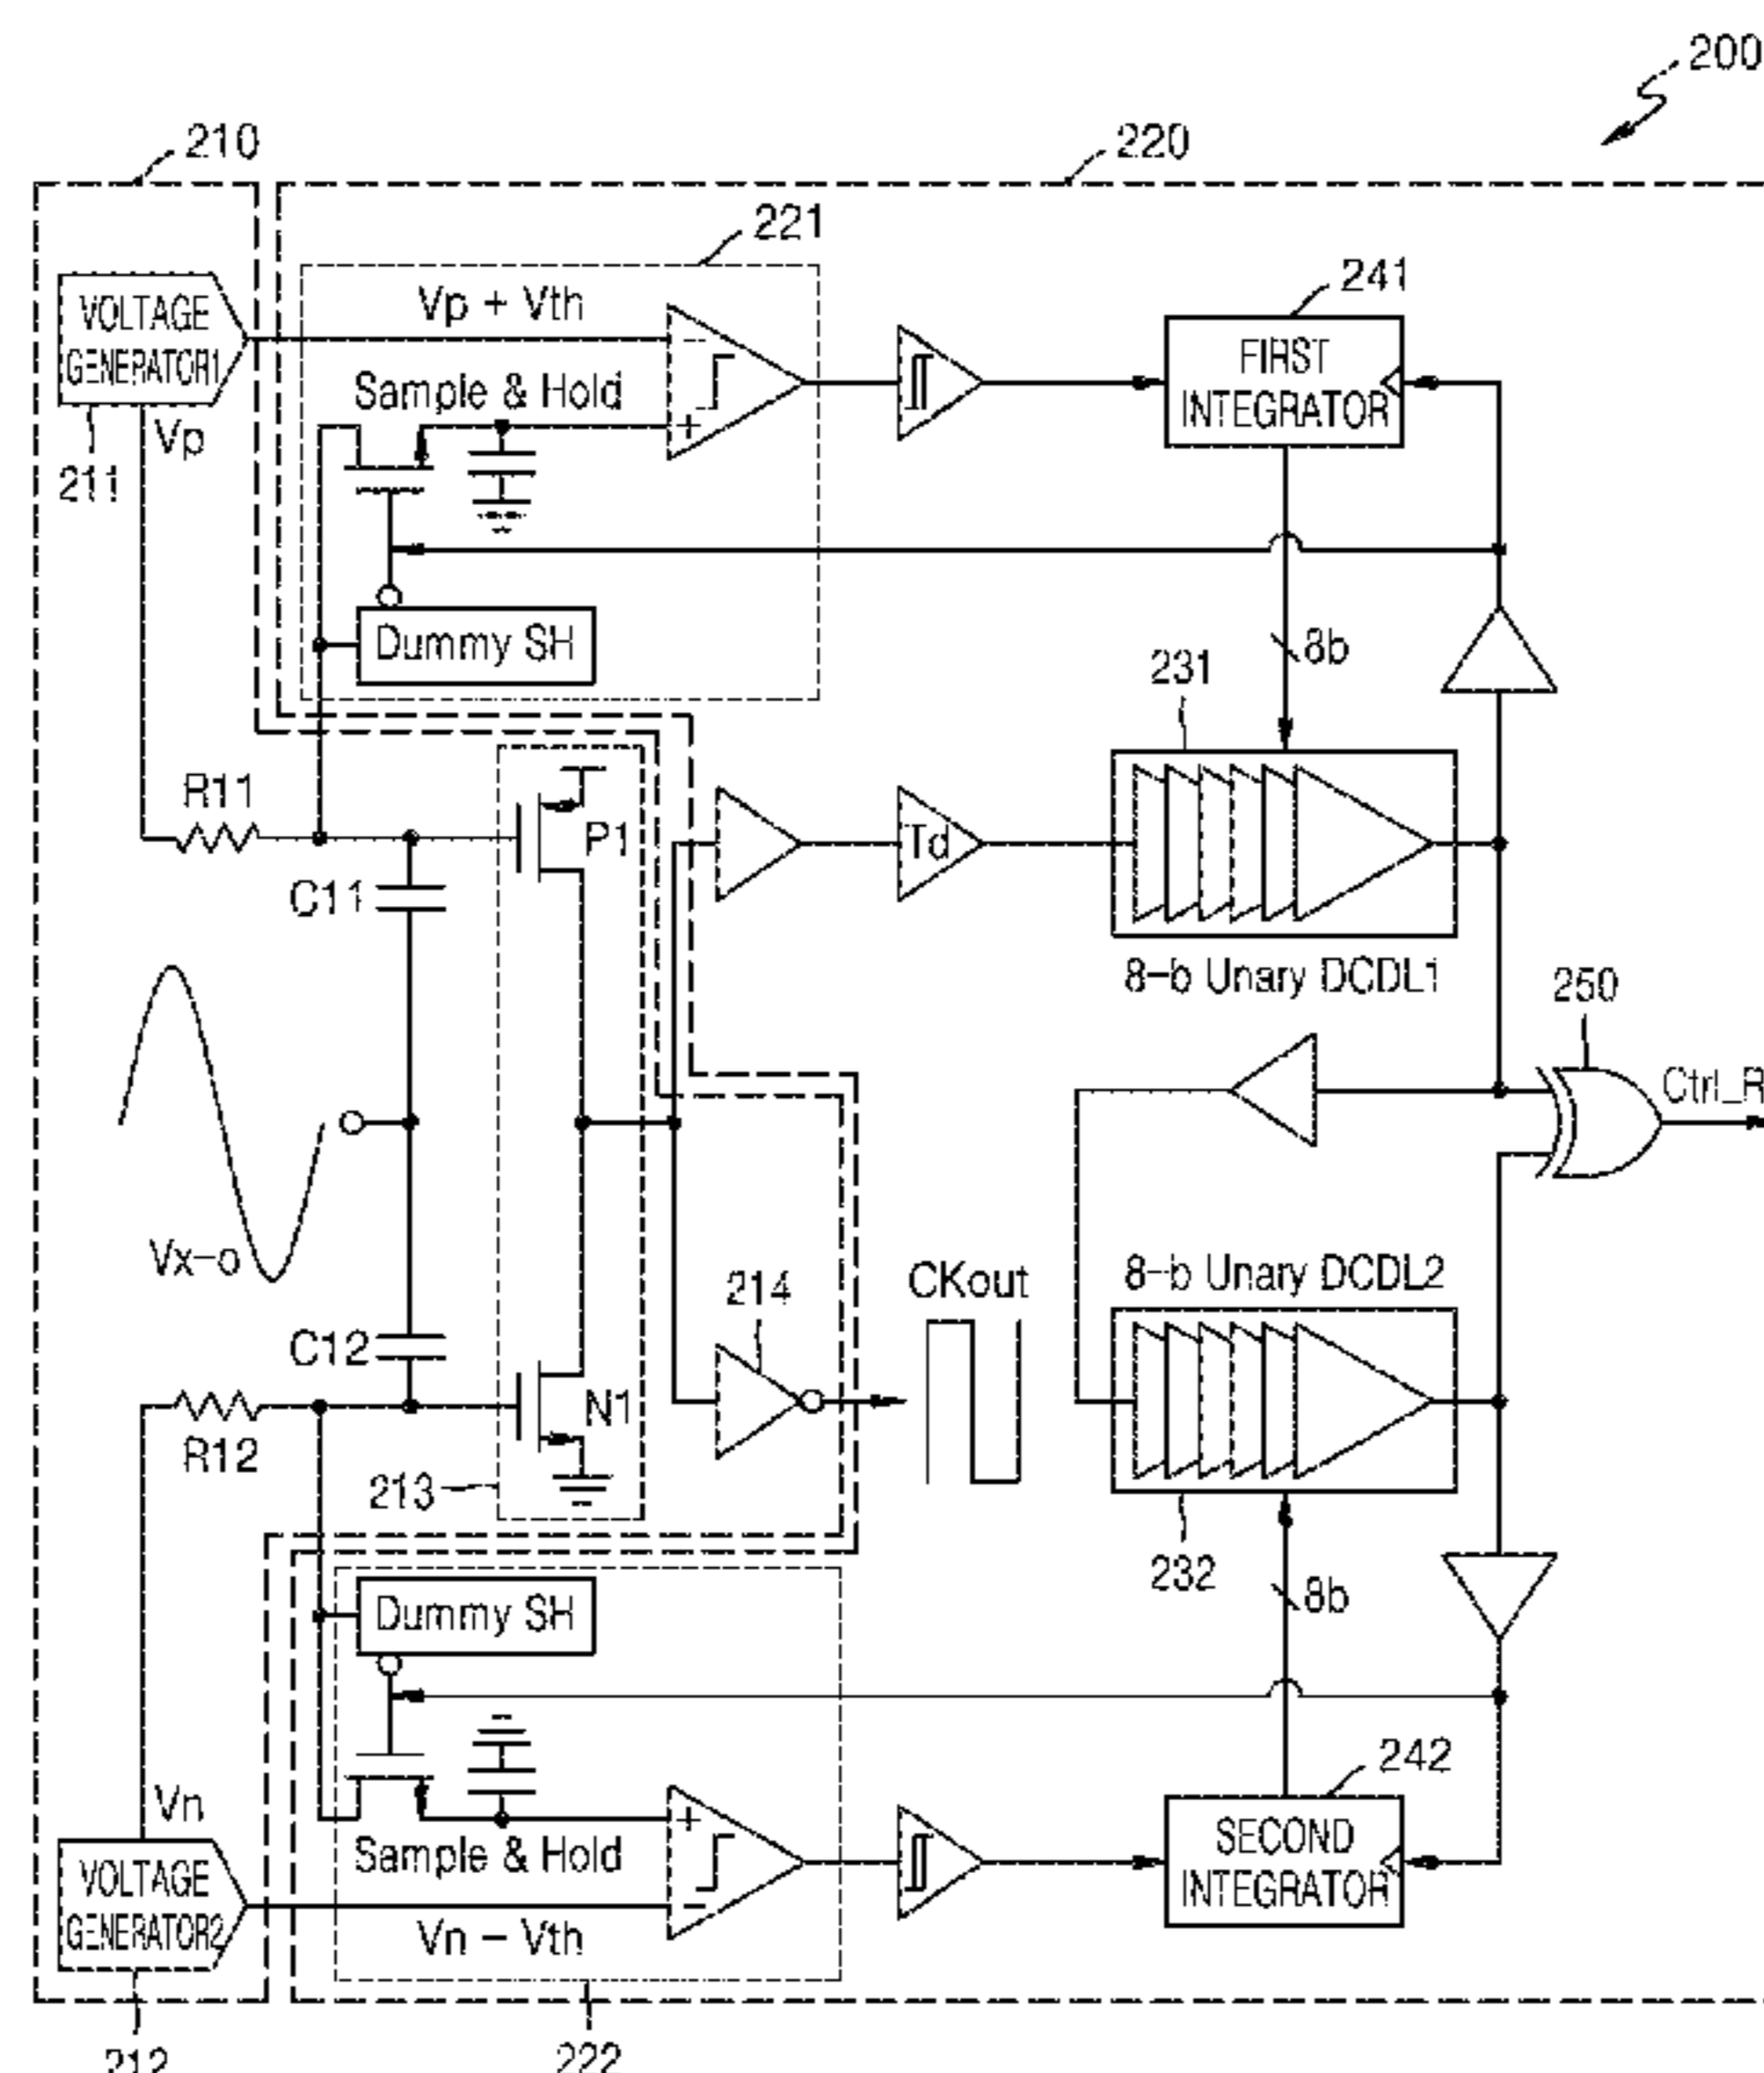 200
210
220
221
241
VOLTAGE
GENERATOR1
Vp + Vth
FIRST
INTEGRATOR
Sample & Hold
Vp
211
Dummy SH
8b
231
R11
P1
Td
C11
8-b Unary DCDL1
250
Ctrl_R
Vx-o
8-b Unary DCDL2
CKout
214
C12
N1
R12
213
232
8b
Dummy SH
242
Vn
Sample & Hold
SECOND
INTEGRATOR
VOLTAGE
GENERATOR2
Vn - Vth
212
222